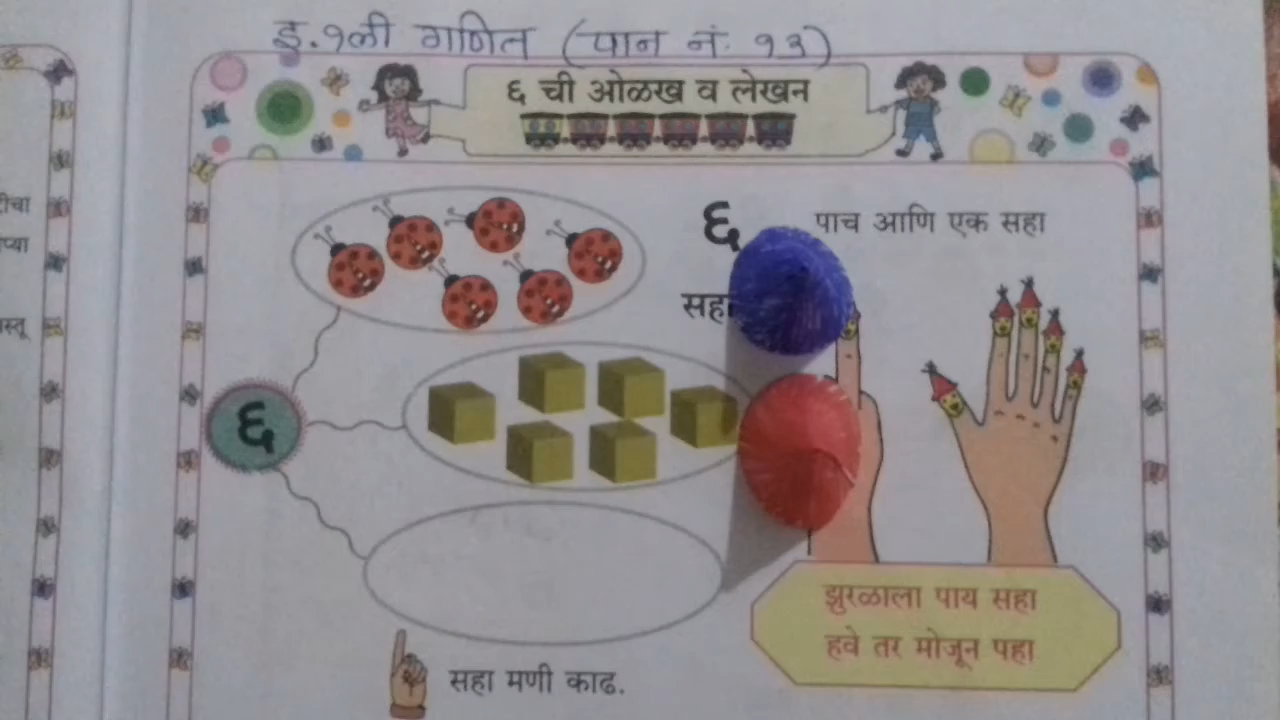 इ.१ली गणित (पान नं. १३)
६ ची ओळख व लेखन
६ पाच आणि एक सहा
सहा
६
झुरळाला पाय सहा
हवे तर मोजून पहा
सहा मणी काढ.